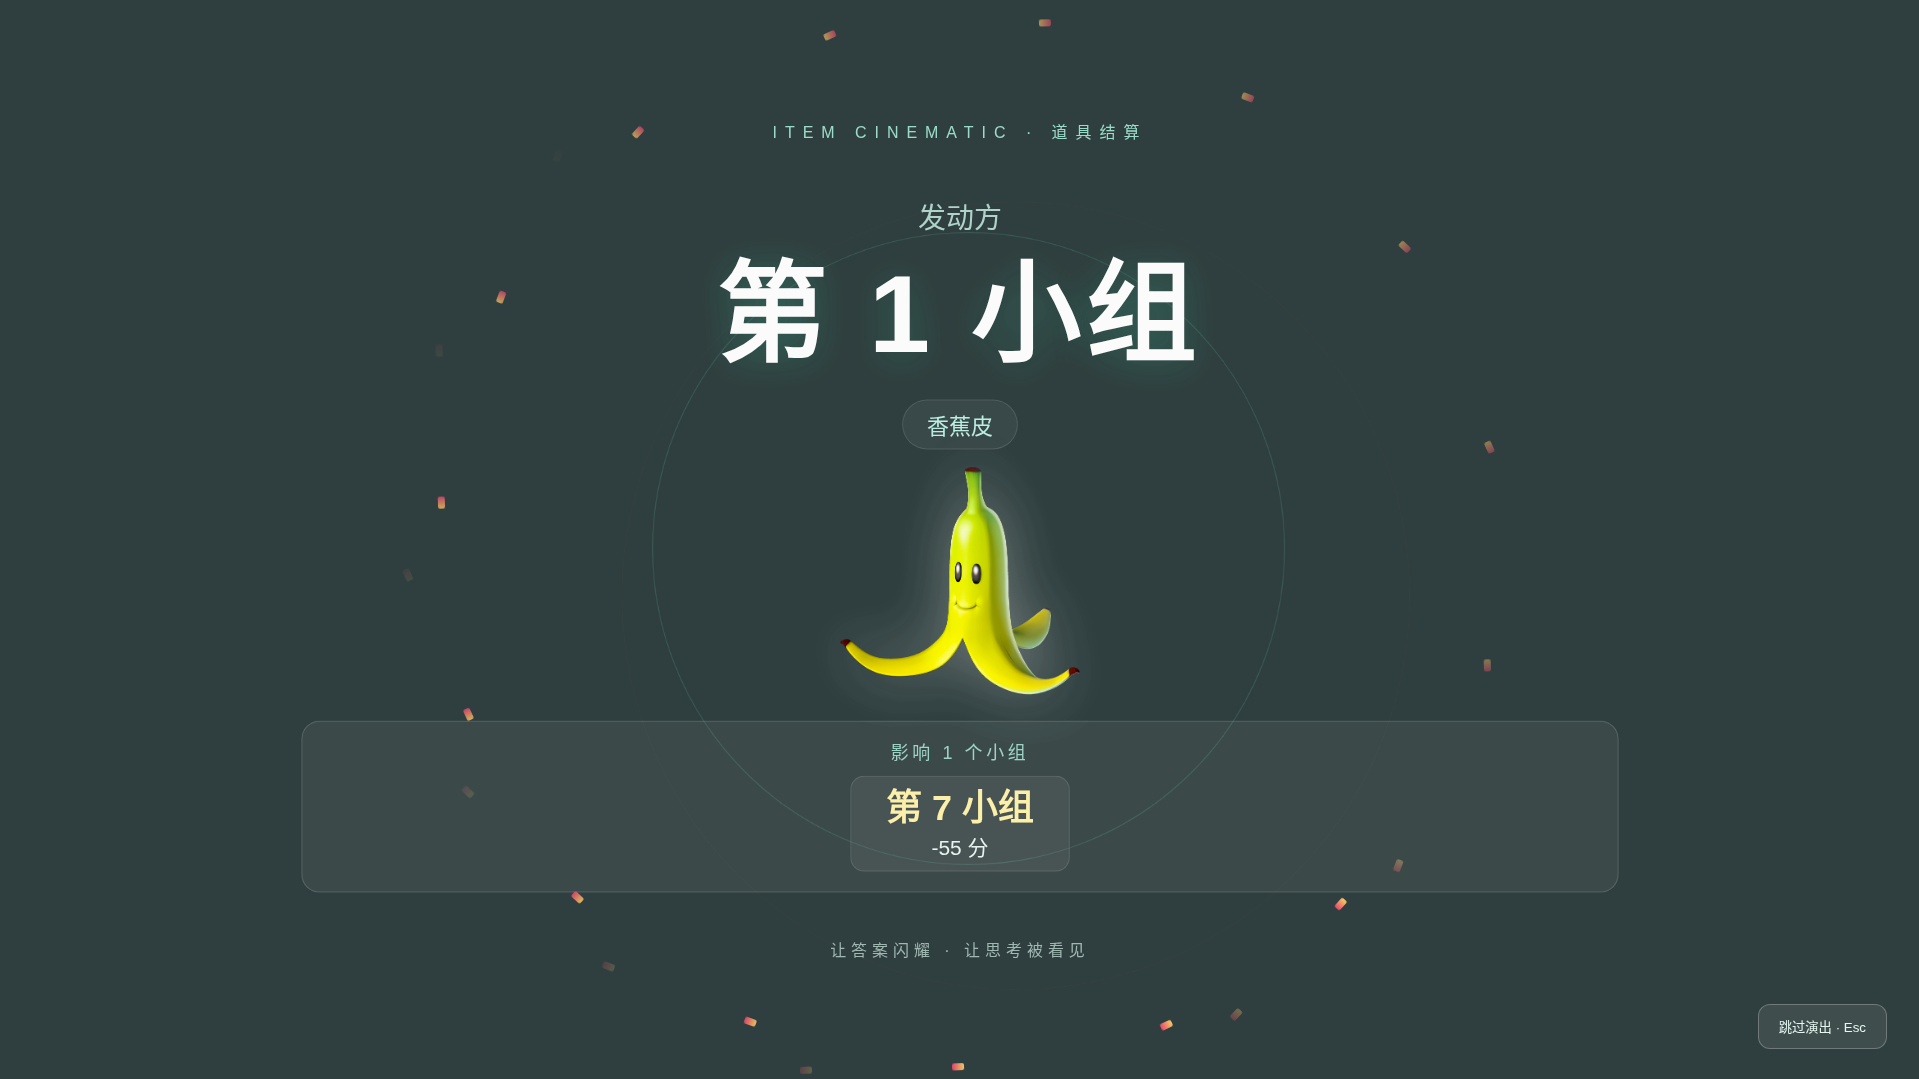 ITEM CINEMATIC · 道具结算
发动方
第 1 小组
香蕉皮
影响 1 个小组
第 7 小组
-55 分
让答案闪耀 · 让思考被看见
跳过演出 · Esc